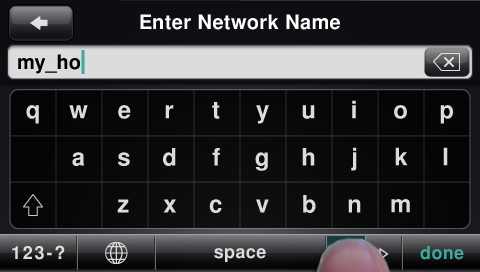 Enter Network Name
my_ho
q w e r t y u i o p
a s d f g h j k l
z x c v b n m
123-? space done